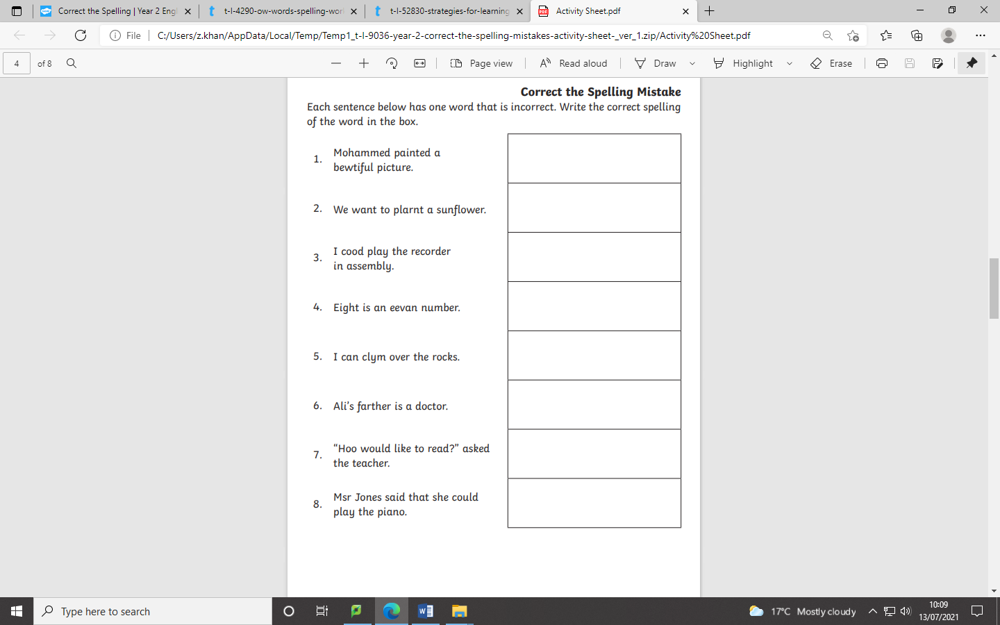 Correct the Spelling | Year 2 Engl
t-l-4290-ow-words-spelling-worl
t-l-52830-strategies-for-learning
Activity Sheet.pdf
File
C:/Users/z.khan/AppData/Local/Temp/Temp1_t-l-9036-year-2-correct-the-spelling-mistakes-activity-sheet-_ver_1.zip/Activity%20Sheet.pdf
4 of 8
Page view
Read aloud
Draw
Highlight
Erase
Correct the Spelling Mistake
Each sentence below has one word that is incorrect. Write the correct spelling
of the word in the box.
1. Mohammed painted a
bewtiful picture.
2. We want to plarnt a sunflower.
3. I cood play the recorder
in assembly.
4. Eight is an eevan number.
5. I can clym over the rocks.
6. Ali's farther is a doctor.
7. “Hoo would like to read?” asked
the teacher.
8. Msr Jones said that she could
play the piano.
Type here to search
17°C Mostly cloudy
10:09
13/07/2021